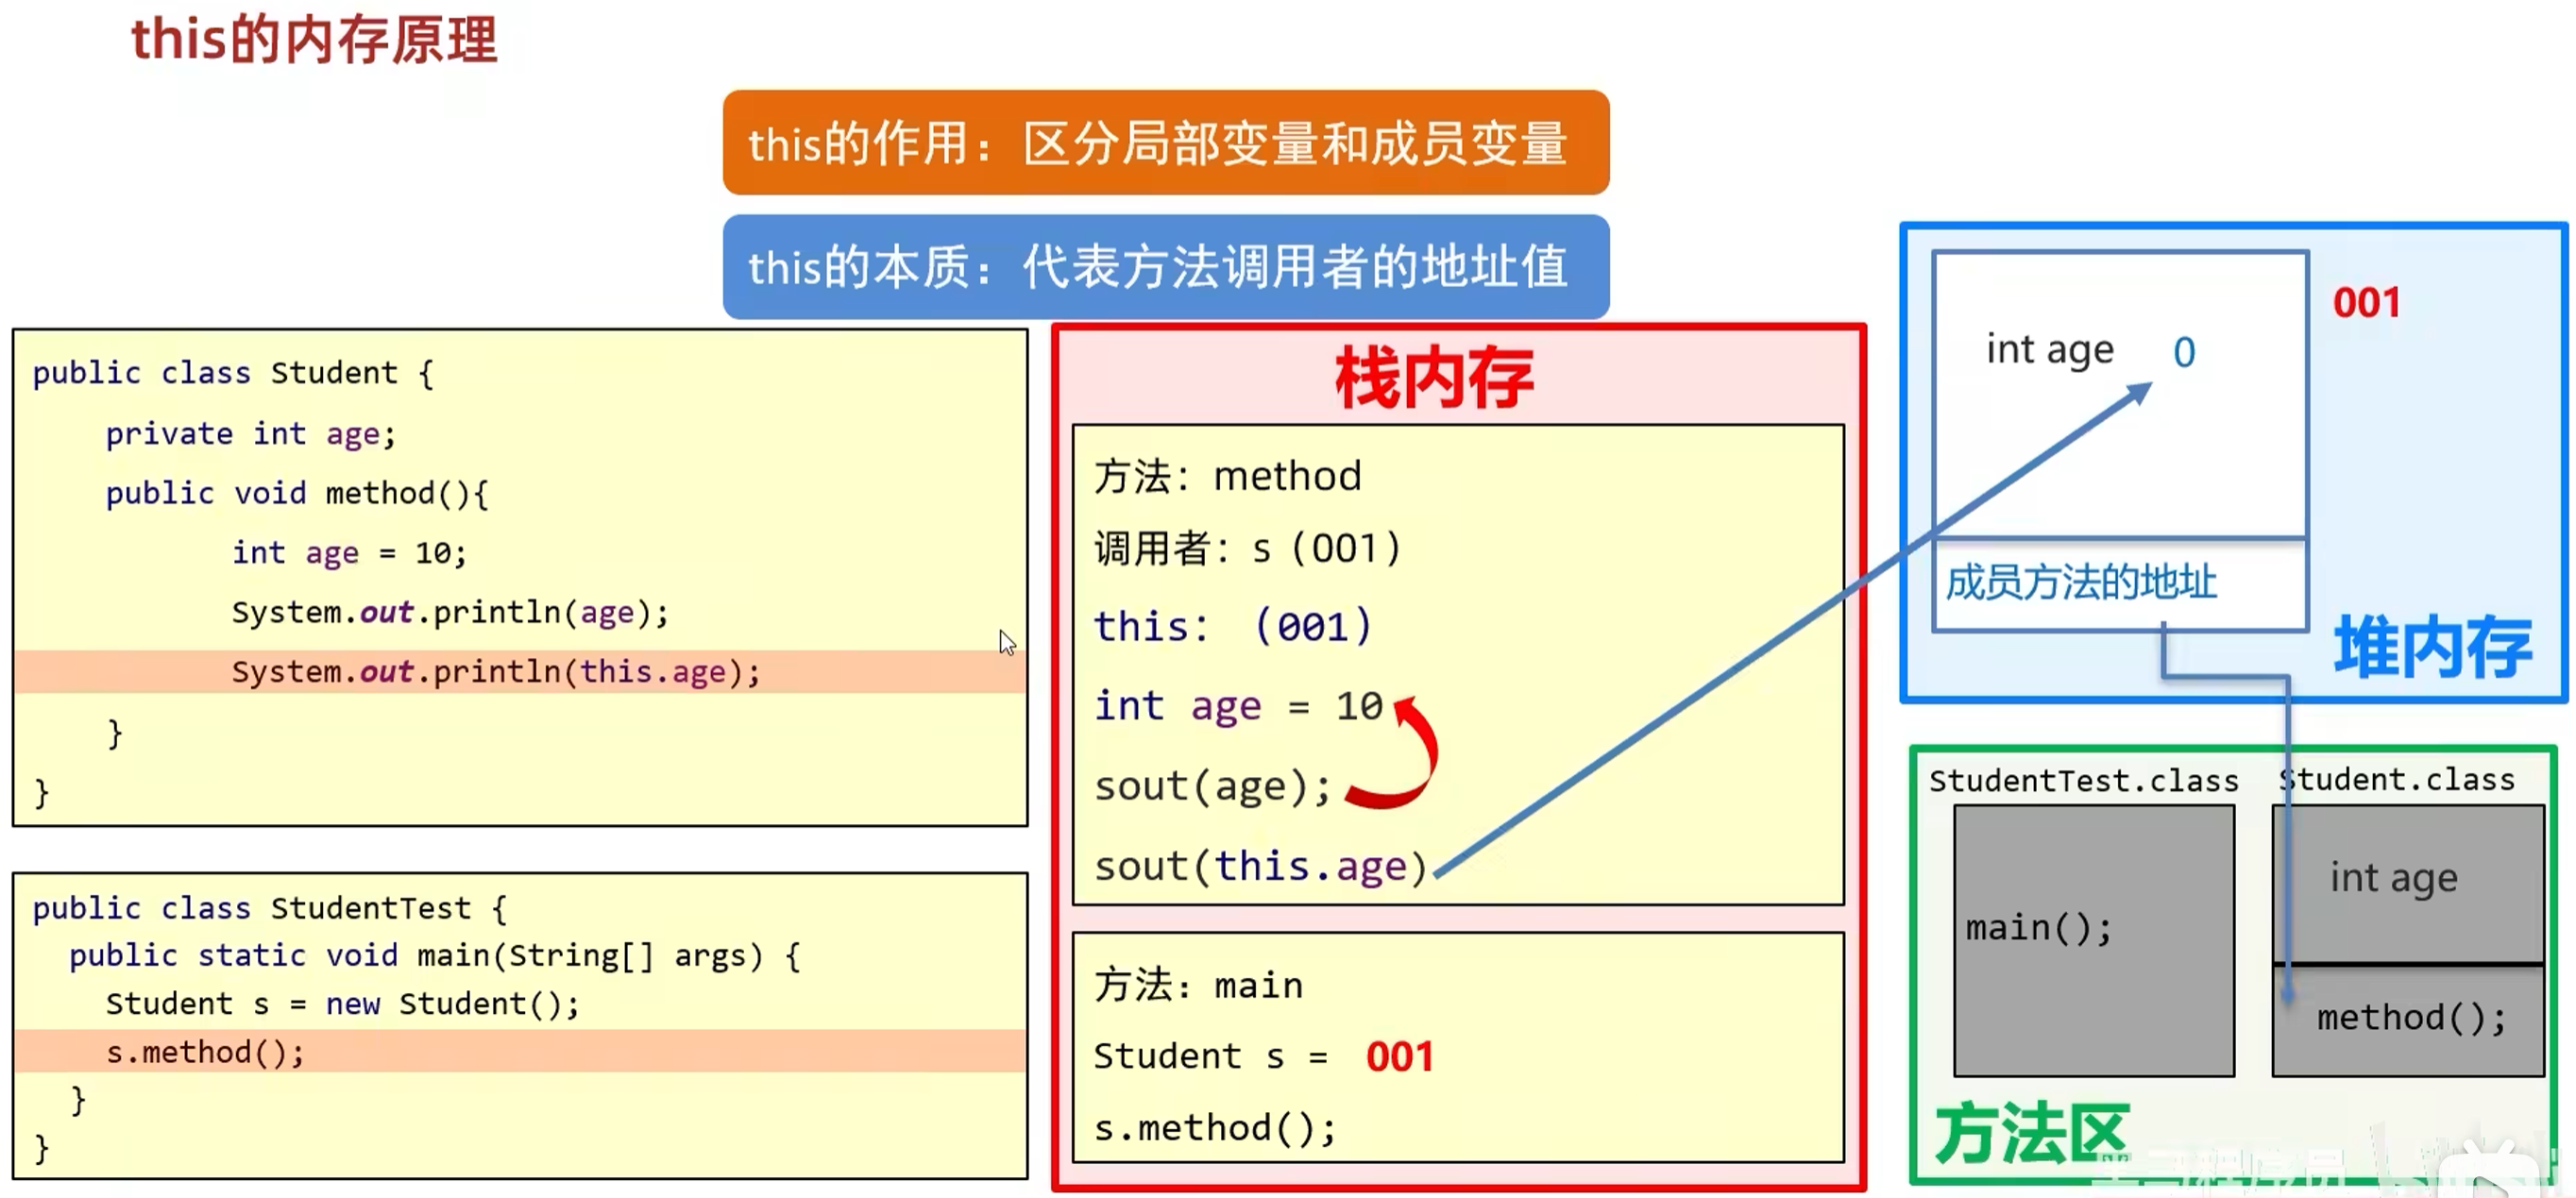 this的内存原理
this的作用：区分局部变量和成员变量
this的本质：代表方法调用者的地址值
public class Student {
private int age;
public void method(){
int age = 10;
System.out.println(age);
System.out.println(this.age);
}
}
public class StudentTest {
public static void main(String[] args) {
Student s = new Student();
s.method();
}
}
栈内存
方法：method
调用者：s（001）
this：（001）
int age = 10
sout(age);
sout(this.age)
方法：main
Student s = 001
s.method();
001
int age 0
成员方法的地址
堆内存
StudentTest.class
main();
Student.class
int age
method();
方法区